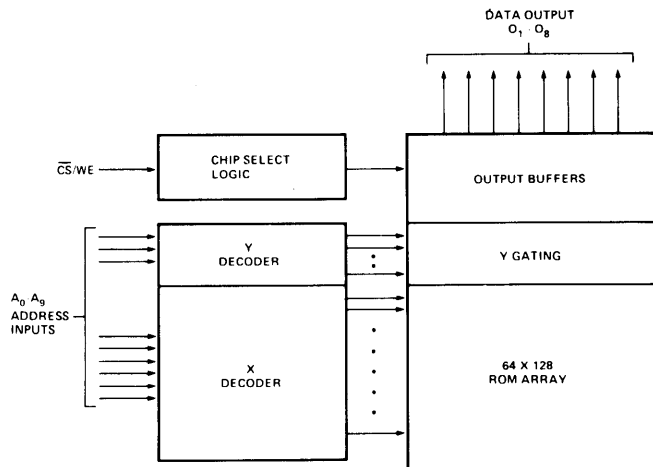 DATA OUTPUT
O₁ - O₈
C̅S̅/WE
CHIP SELECT
LOGIC
OUTPUT BUFFERS
Y
DECODER
Y GATING
A₀-A₉
ADDRESS
INPUTS
X
DECODER
64 X 128
ROM ARRAY